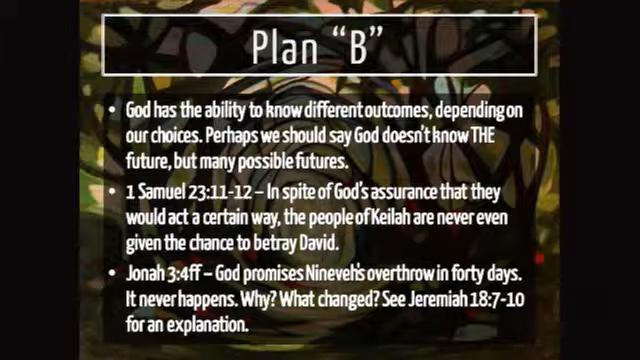 Plan “B”
• God has the ability to know different outcomes, depending on
our choices. Perhaps we should say God doesn’t know THE
future, but many possible futures.
• 1 Samuel 23:11-12 – In spite of God’s assurance that they
would act a certain way, the people of Keilah are never even
given the chance to betray David.
• Jonah 3:4ff – God promises Nineveh’s overthrow in forty days.
It never happens. Why? What changed? See Jeremiah 18:7-10
for an explanation.